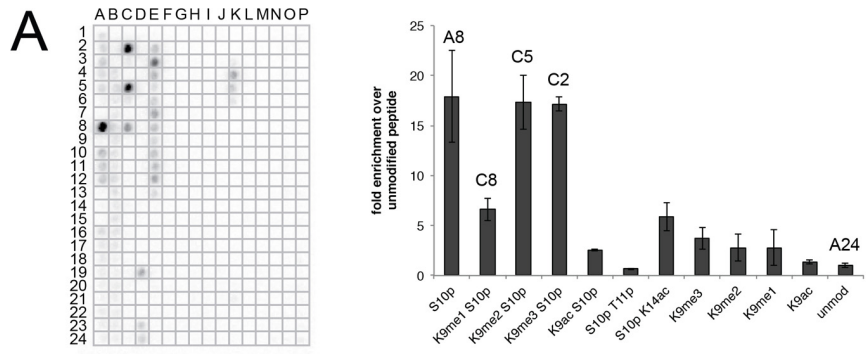 A
A B C D E F G H I J K L M N O P
1
2
3
4
5
6
7
8
9
10
11
12
13
14
15
16
17
18
19
20
21
22
23
24
fold enrichment over
unmodified peptide
25
20
15
10
5
0
A8
C8
C5
C2
A24
S10p
K9me1 S10p
K9me2 S10p
K9me3 S10p
K9ac S10p
S10p T11p
S10p K14ac
K9me3
K9me2
K9me1
K9ac
unmod